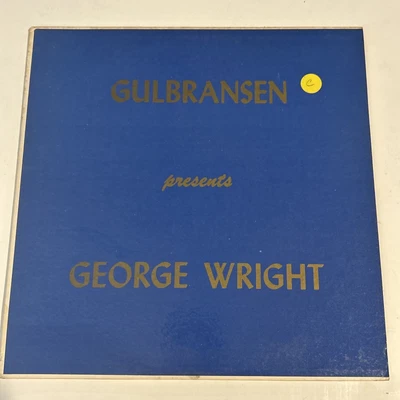 GULBRANSEN
C
presents
GEORGE WRIGHT